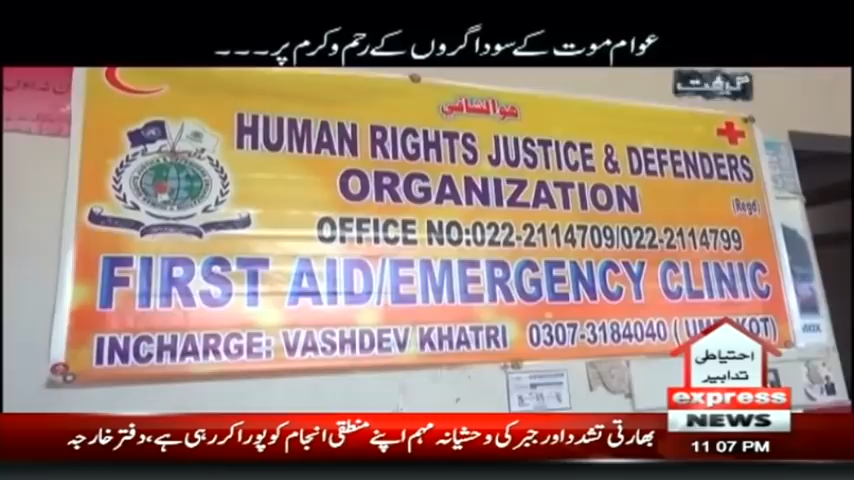 عوام موت کے سوداگروں کے رحم و کرم پر ۔ ۔ ۔
گرفت
هوالشافي
HUMAN RIGHTS JUSTICE & DEFENDERS
ORGANIZATION
(Regd)
OFFICE NO:022-2114709/022-2114799
FIRST AID/EMERGENCY CLINIC
INCHARGE: VASHDEV KHATRI 0307-3184040 (UMERKOT)
احتیاطی
تدابیر
express
NEWS
11:07 PM
بھارتی تشدد اور جبر کی وحشیانہ مہم اپنے منطقی انجام کو پورا کر رہی ہے، دفتر خارجہ